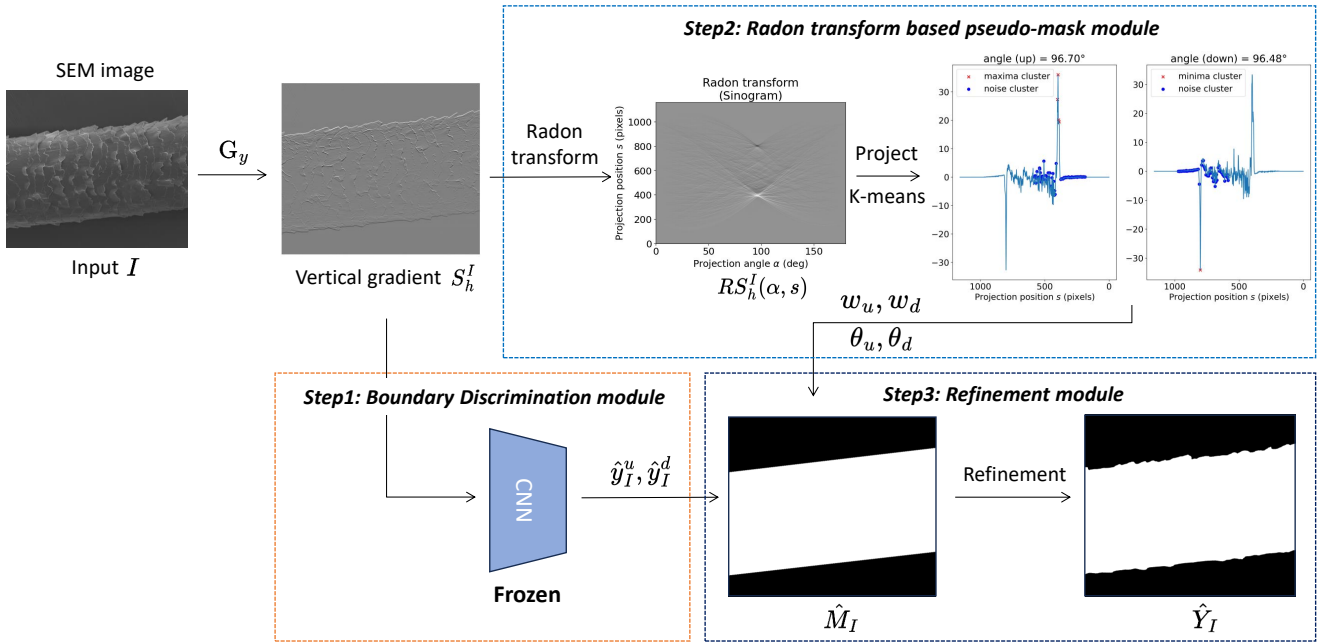 SEM image
Input I
G_y
Vertical gradient S_h^I
Step2: Radon transform based pseudo-mask module
Radon
transform
Radon transform
(Sinogram)
Projection position s (pixels)
1000
800
600
400
200
0
0
50
100
150
Projection angle α (deg)
RS_h^I(α, s)
Project
K-means
angle (up) = 96.70°
maxima cluster
noise cluster
30
20
10
0
−10
−20
−30
1000
500
0
Projection position s (pixels)
angle (down) = 96.48°
minima cluster
noise cluster
30
20
10
0
−10
−20
−30
1000
500
0
Projection position s (pixels)
w_u, w_d
θ_u, θ_d
Step1: Boundary Discrimination module
CNN
Frozen
ŷ_I^u, ŷ_I^d
Step3: Refinement module
Refinement
M̂_I
Ŷ_I